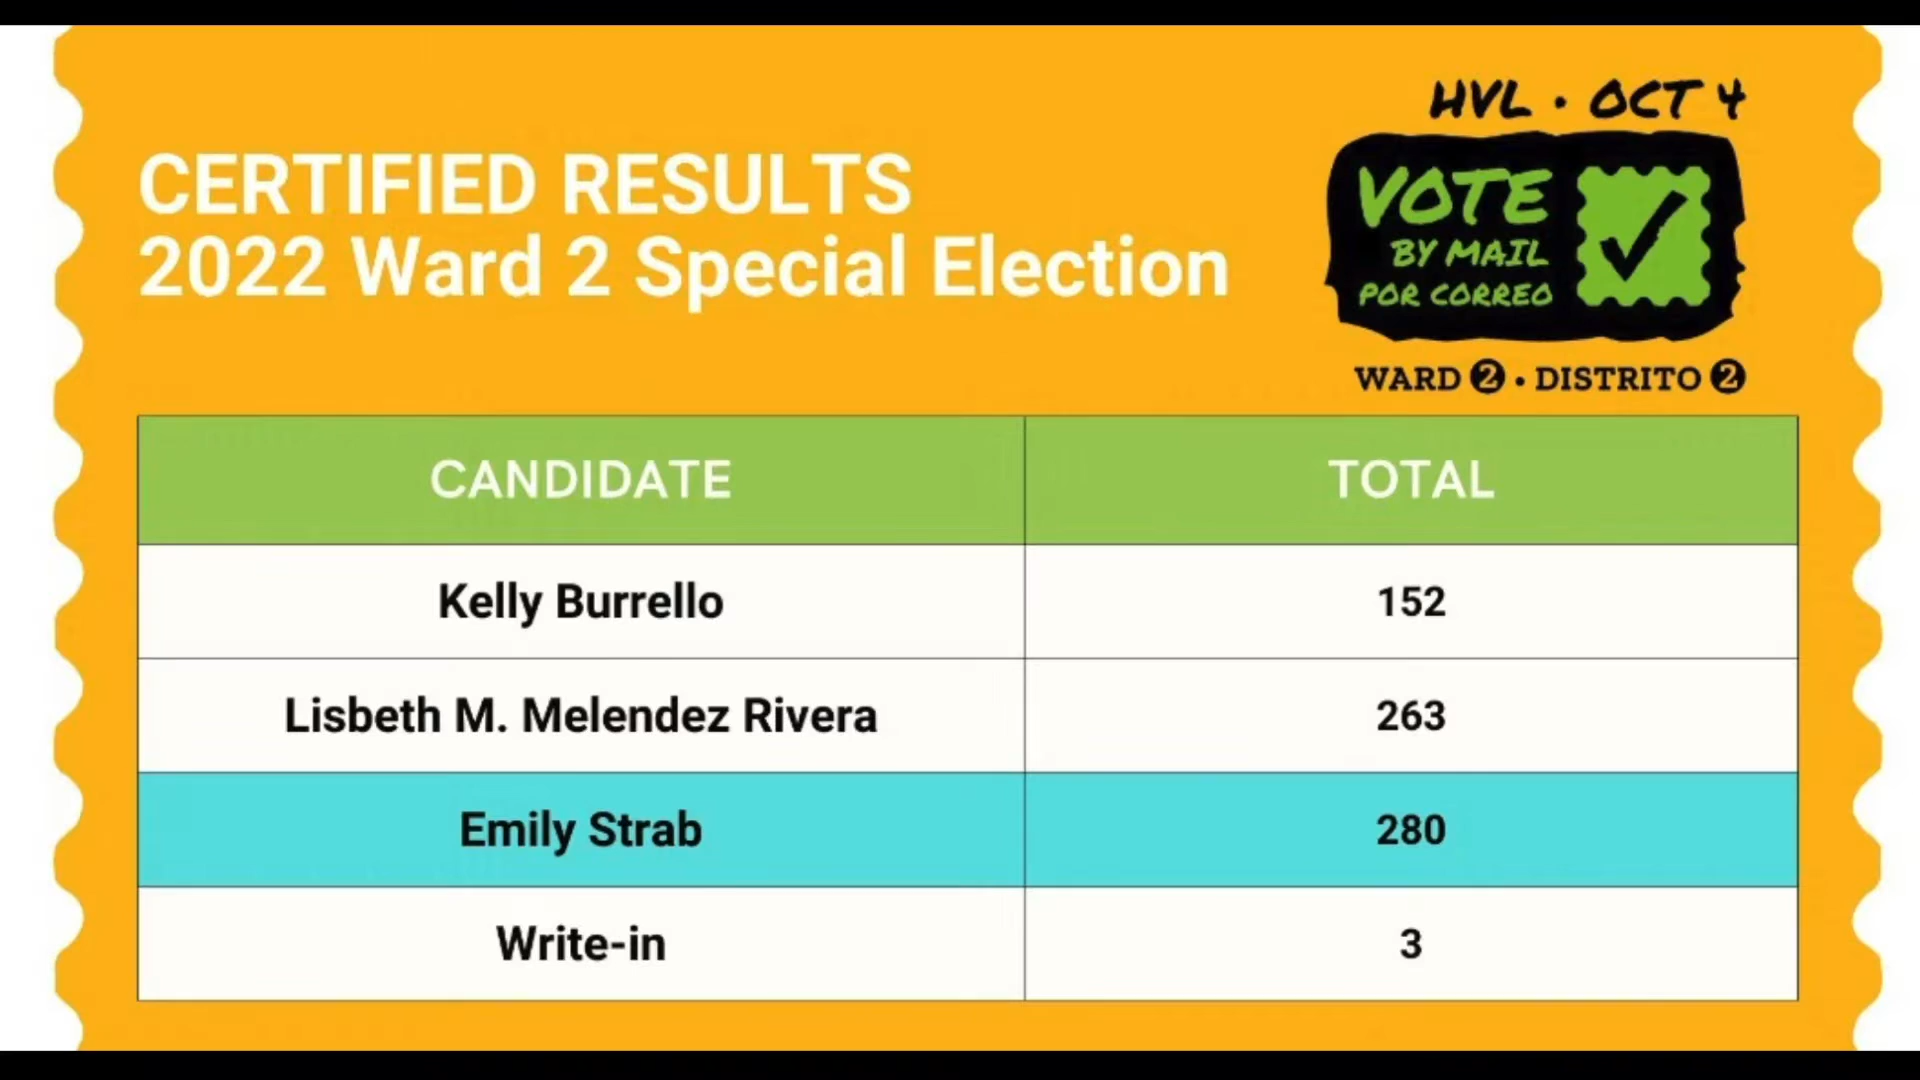 HVL • OCT 4
CERTIFIED RESULTS
2022 Ward 2 Special Election
VOTE
BY MAIL
POR CORREO
WARD 2 • DISTRITO 2
CANDIDATE TOTAL
Kelly Burrello 152
Lisbeth M. Melendez Rivera 263
Emily Strab 280
Write-in 3